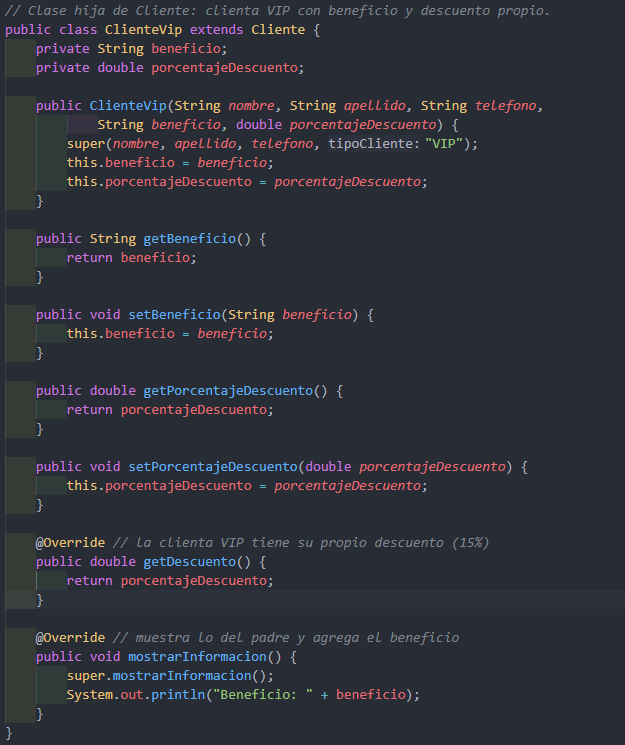 // Clase hija de Cliente: clienta VIP con beneficio y descuento propio.
public class ClienteVip extends Cliente {
    private String beneficio;
    private double porcentajeDescuento;

    public ClienteVip(String nombre, String apellido, String telefono,
            String beneficio, double porcentajeDescuento) {
        super(nombre, apellido, telefono, tipoCliente: "VIP");
        this.beneficio = beneficio;
        this.porcentajeDescuento = porcentajeDescuento;
    }

    public String getBeneficio() {
        return beneficio;
    }

    public void setBeneficio(String beneficio) {
        this.beneficio = beneficio;
    }

    public double getPorcentajeDescuento() {
        return porcentajeDescuento;
    }

    public void setPorcentajeDescuento(double porcentajeDescuento) {
        this.porcentajeDescuento = porcentajeDescuento;
    }

    @Override // la clienta VIP tiene su propio descuento (15%)
    public double getDescuento() {
        return porcentajeDescuento;
    }

    @Override // muestra lo del padre y agrega el beneficio
    public void mostrarInformacion() {
        super.mostrarInformacion();
        System.out.println("Beneficio: " + beneficio);
    }
}